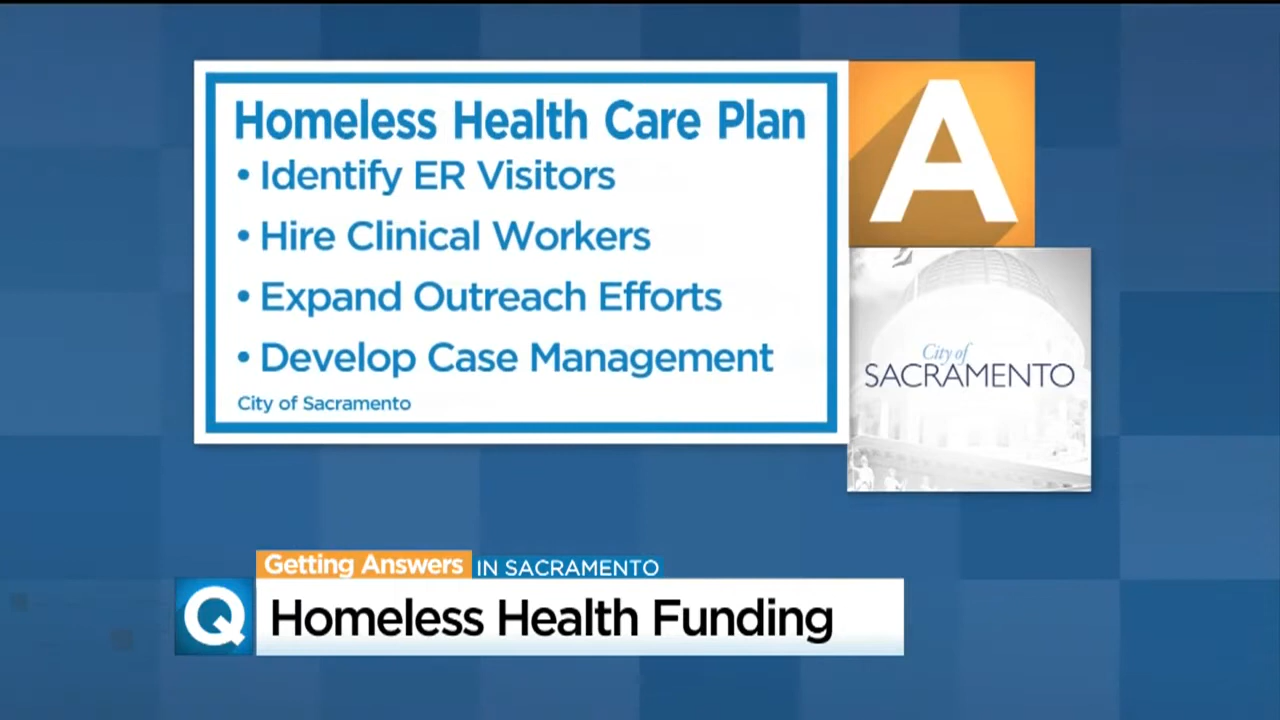 Homeless Health Care Plan
• Identify ER Visitors
• Hire Clinical Workers
• Expand Outreach Efforts
• Develop Case Management
City of Sacramento
A
City of
SACRAMENTO
Getting Answers IN SACRAMENTO
Q Homeless Health Funding